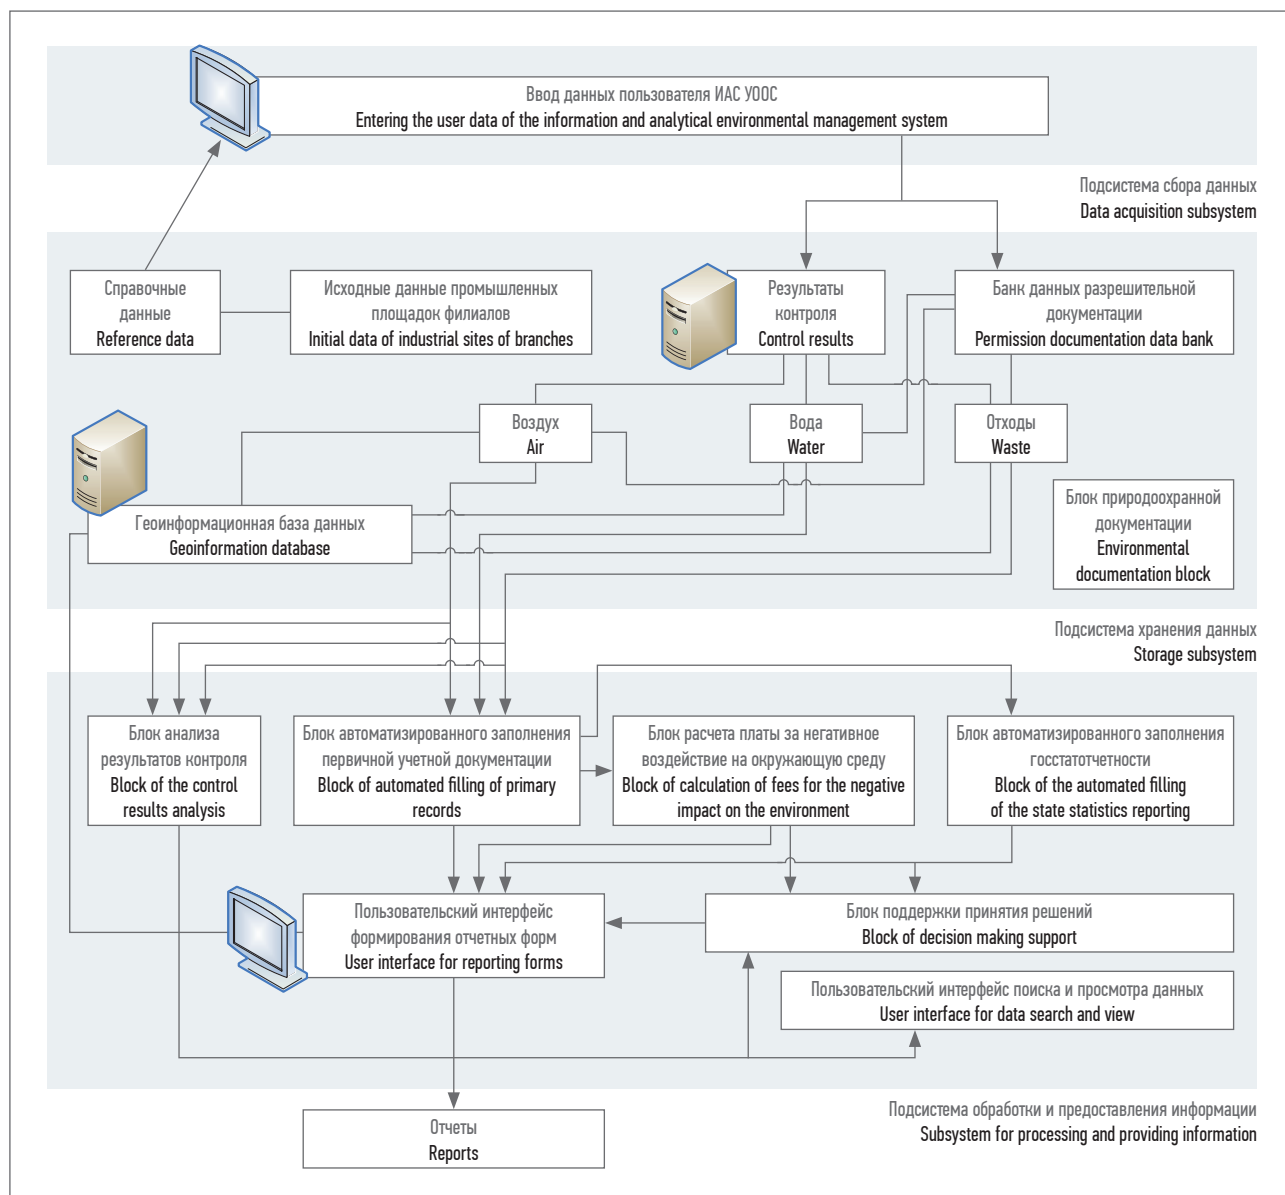 Ввод данных пользователя ИАС УООС
Entering the user data of the information and analytical environmental management system
Подсистема сбора данных
Data acquisition subsystem
Справочные
данные
Reference data
Исходные данные промышленных
площадок филиалов
Initial data of industrial sites of branches
Результаты
контроля
Control results
Банк данных разрешительной
документации
Permission documentation data bank
Воздух
Air
Вода
Water
Отходы
Waste
Геоинформационная база данных
Geoinformation database
Блок природоохранной
документации
Environmental
documentation block
Подсистема хранения данных
Storage subsystem
Блок анализа
результатов контроля
Block of the control
results analysis
Блок автоматизированного заполнения
первичной учетной документации
Block of automated filling of primary
records
Блок расчета платы за негативное
воздействие на окружающую среду
Block of calculation of fees for the negative
impact on the environment
Блок автоматизированного заполнения
госстатотчетности
Block of the automated filling
of the state statistics reporting
Пользовательский интерфейс
формирования отчетных форм
User interface for reporting forms
Блок поддержки принятия решений
Block of decision making support
Пользовательский интерфейс поиска и просмотра данных
User interface for data search and view
Отчеты
Reports
Подсистема обработки и предоставления информации
Subsystem for processing and providing information